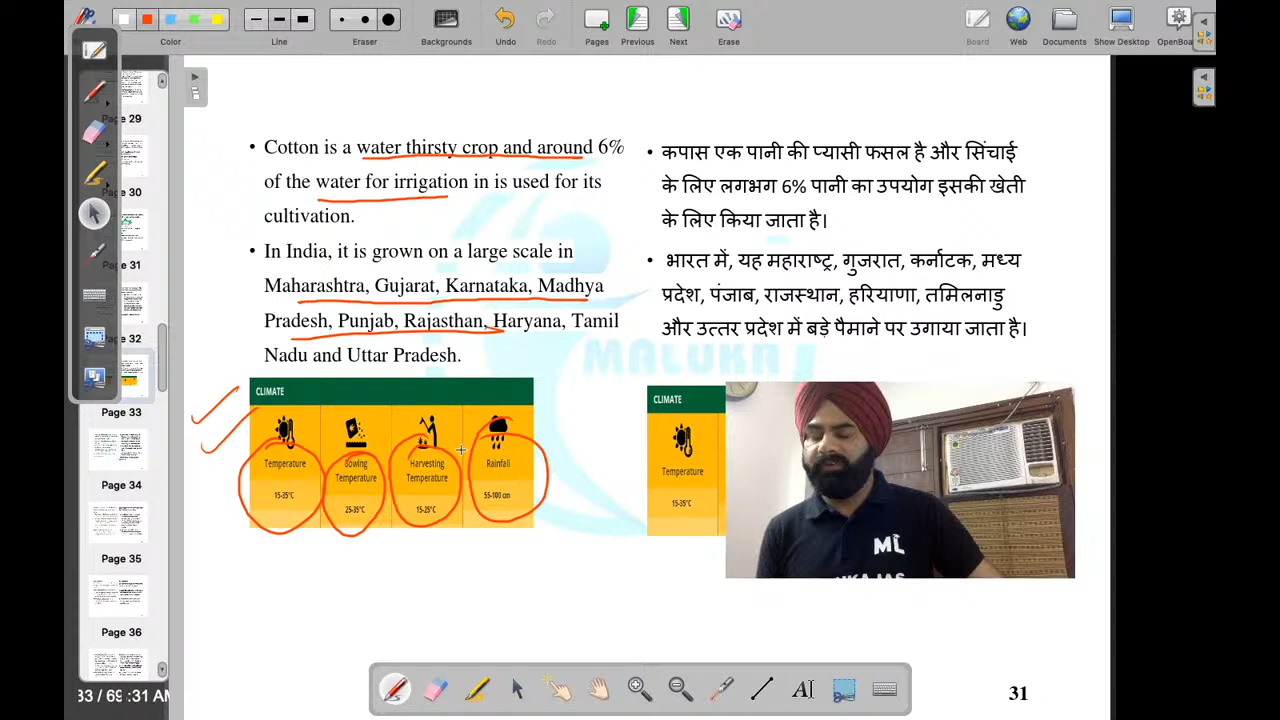 Color
Line
Eraser
Backgrounds
Undo
Redo
Pages
Previous
Next
Erase
Board
Web
Documents
Show Desktop
OpenBoa
Page 29
Page 30
Page 31
Page 32
Page 33
Page 34
Page 35
Page 36
• Cotton is a water thirsty crop and around 6%
of the water for irrigation in is used for its
cultivation.
• In India, it is grown on a large scale in
Maharashtra, Gujarat, Karnataka, Madhya
Pradesh, Punjab, Rajasthan, Haryana, Tamil
Nadu and Uttar Pradesh.
• कपास एक पानी की प्यासी फसल है और सिंचाई
के लिए लगभग 6% पानी का उपयोग इसकी खेती
के लिए किया जाता है।
• भारत में, यह महाराष्ट्र, गुजरात, कर्नाटक, मध्य
प्रदेश, पंजाब, राजस्थान, हरियाणा, तमिलनाडु
और उत्तर प्रदेश में बड़े पैमाने पर उगाया जाता है।
CLIMATE
Temperature
15-35°C
Sowing
Temperature
25-35°C
Harvesting
Temperature
15-25°C
Rainfall
55-100 cm
CLIMATE
Temperature
15-35°C
ML
31